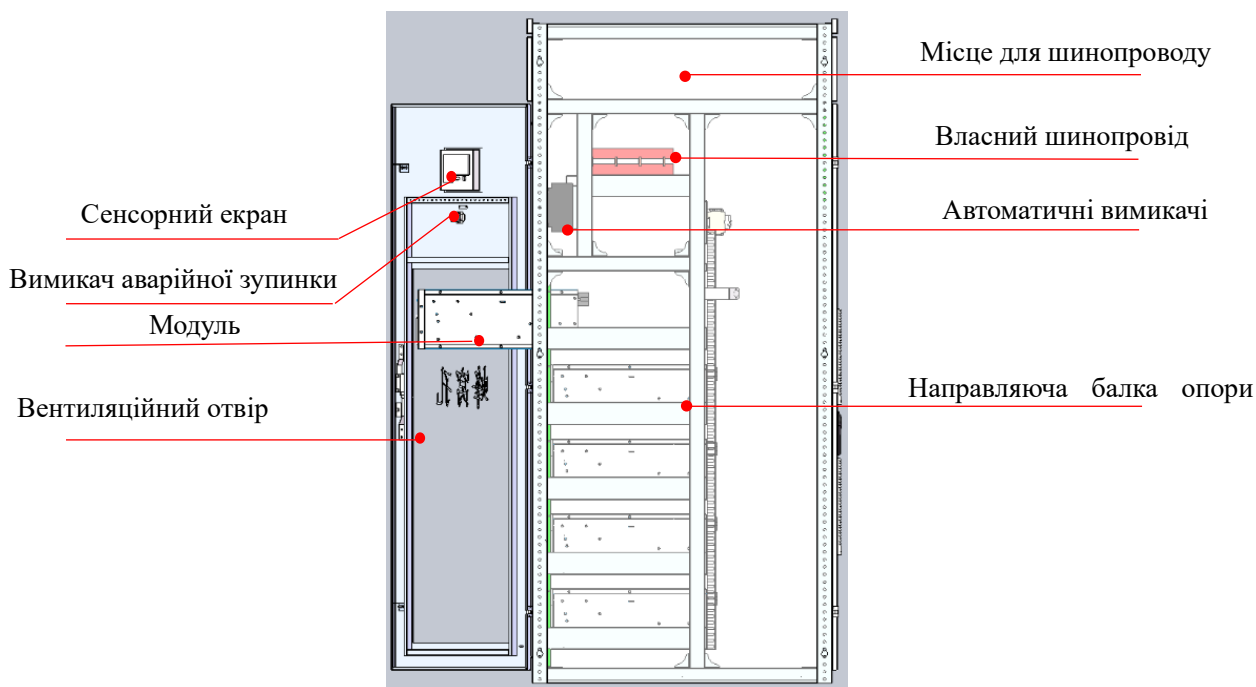 Місце для шинопроводу
Власний шинопровід
Автоматичні вимикачі
Сенсорний екран
Вимикач аварійної зупинки
Модуль
Вентиляційний отвір
Направляюча балка опори